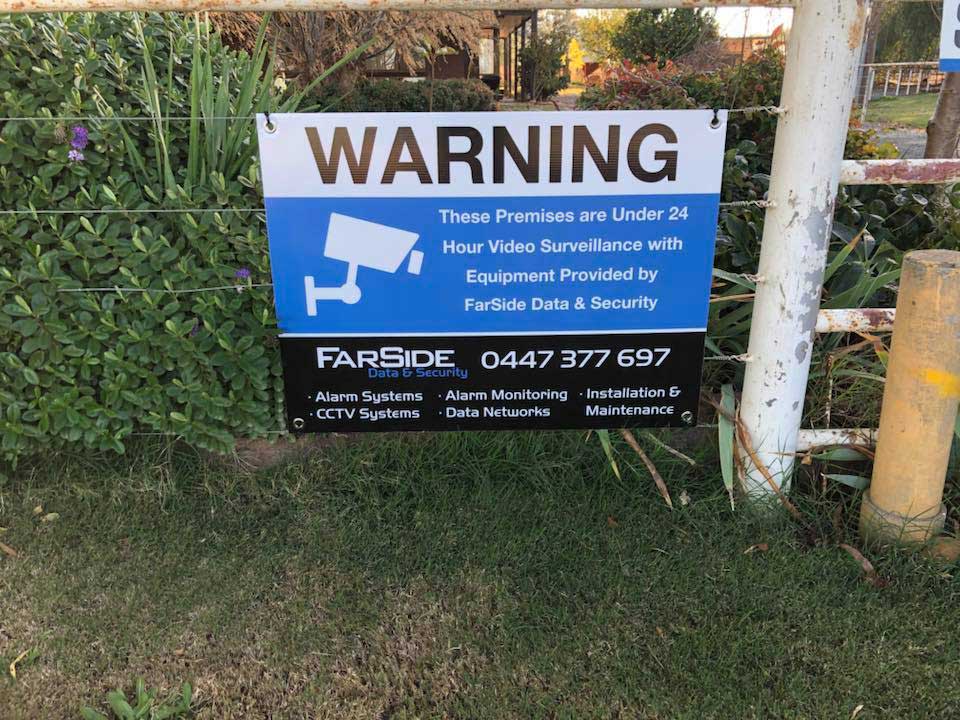 WARNING
These Premises are Under 24
Hour Video Surveillance with
Equipment Provided by
FarSide Data & Security
FARSIDE 0447 377 697
Data & Security
· Alarm Systems · Alarm Monitoring · Installation &
· CCTV Systems · Data Networks Maintenance